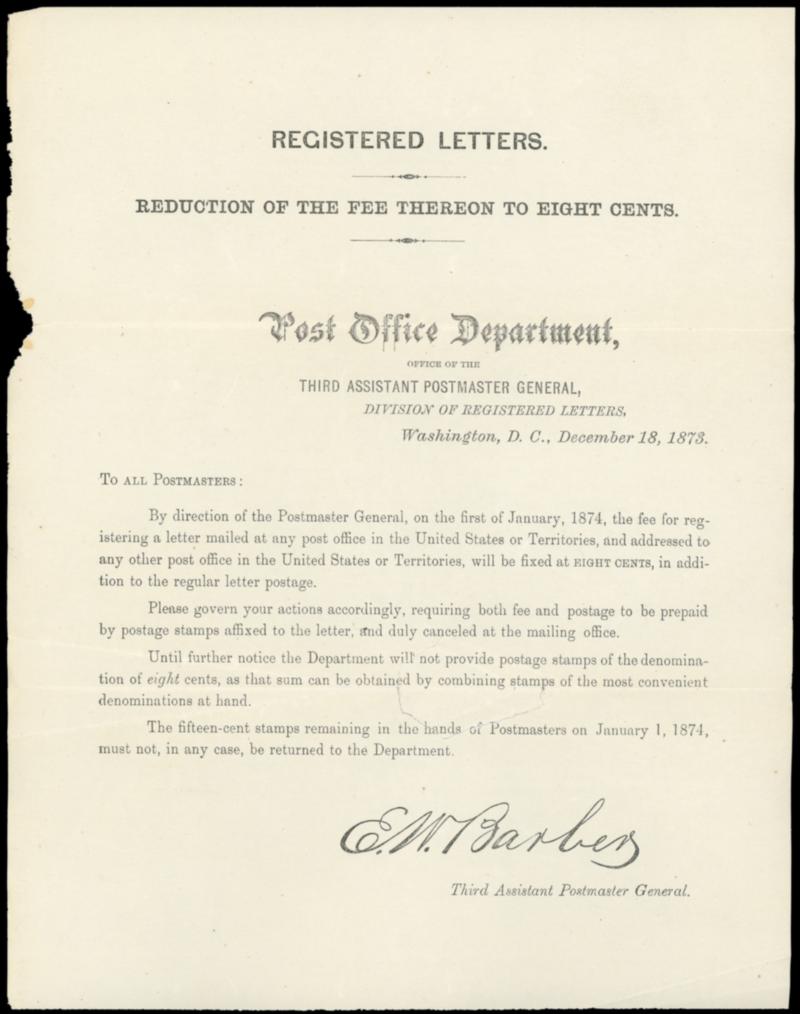 REGISTERED LETTERS.
REDUCTION OF THE FEE THEREON TO EIGHT CENTS.
Post Office Department,
OFFICE OF THE
THIRD ASSISTANT POSTMASTER GENERAL,
DIVISION OF REGISTERED LETTERS,
Washington, D. C., December 18, 1873.
TO ALL POSTMASTERS:
By direction of the Postmaster General, on the first of January, 1874, the fee for reg-
istering a letter mailed at any post office in the United States or Territories, and addressed to
any other post office in the United States or Territories, will be fixed at EIGHT CENTS, in addi-
tion to the regular letter postage.
Please govern your actions accordingly, requiring both fee and postage to be prepaid
by postage stamps affixed to the letter, and duly canceled at the mailing office.
Until further notice the Department will not provide postage stamps of the denomina-
tion of eight cents, as that sum can be obtained by combining stamps of the most convenient
denominations at hand.
The fifteen-cent stamps remaining in the hands of Postmasters on January 1, 1874,
must not, in any case, be returned to the Department.
E. W. Barber
Third Assistant Postmaster General.